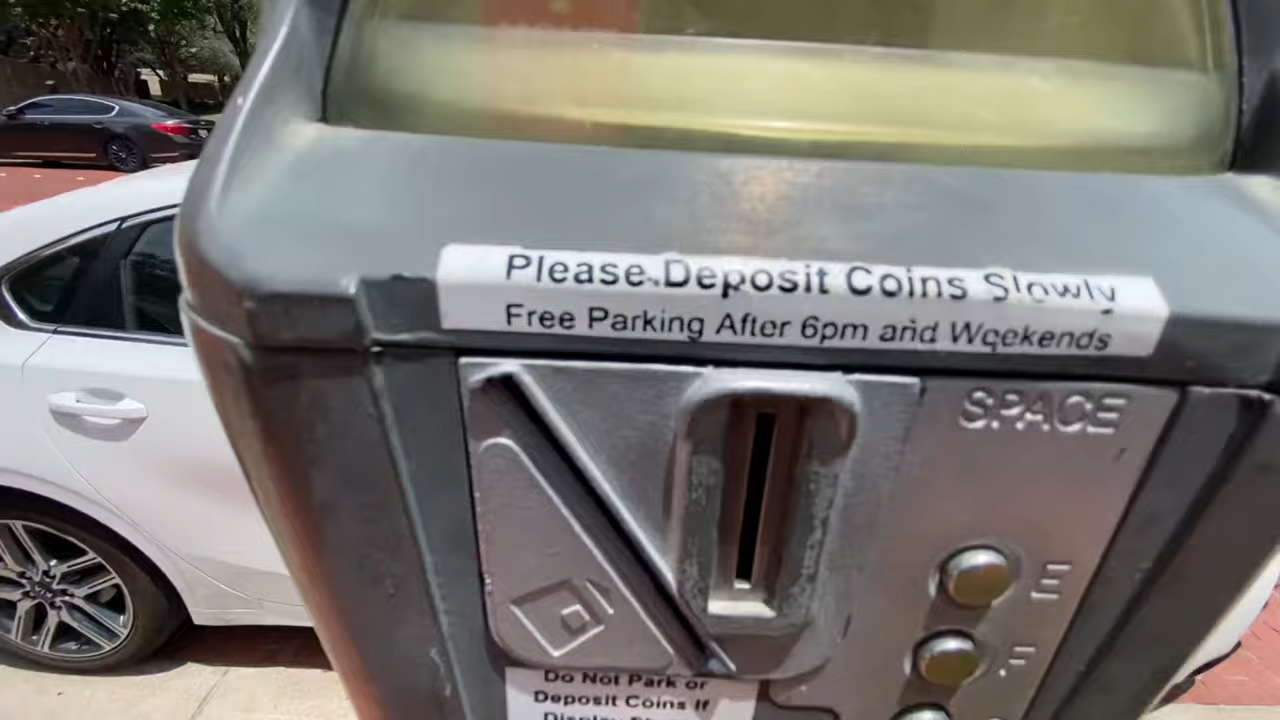 Please Deposit Coins Slowly
Free Parking After 6pm and Weekends
SPACE
E
F
Do Not Park or
Deposit Coins If